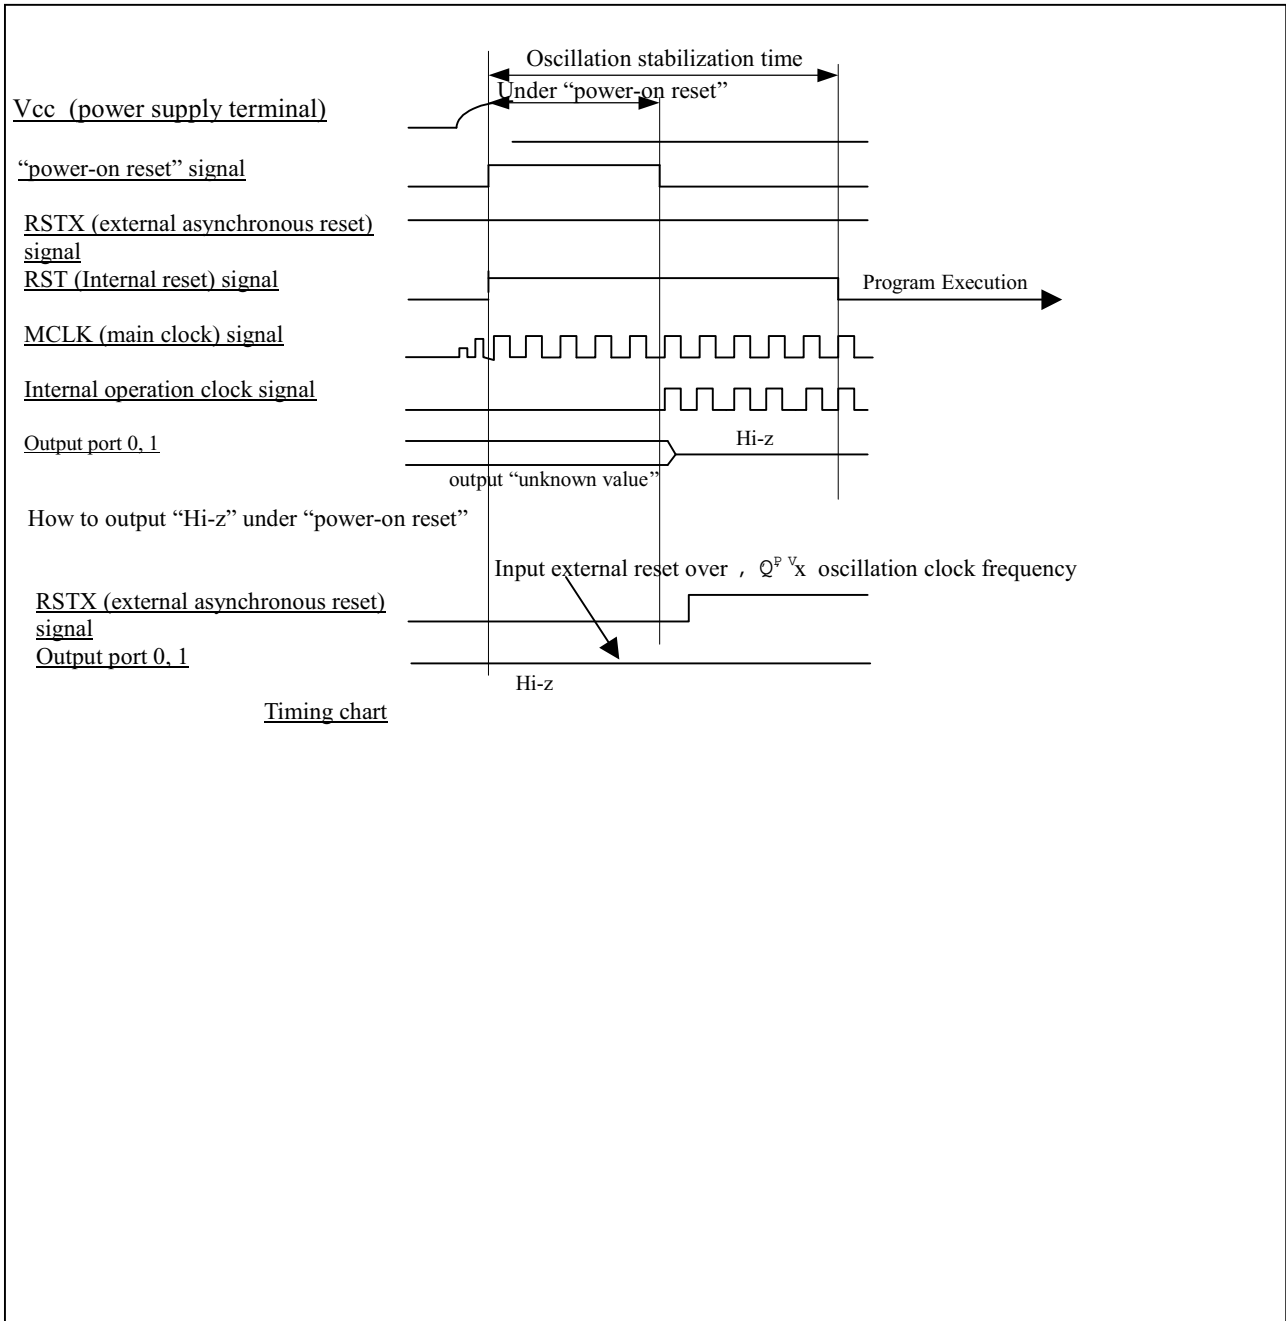 Oscillation stabilization time
Under “power-on reset”
Vcc (power supply terminal)
“power-on reset” signal
RSTX (external asynchronous reset)
signal
RST (Internal reset) signal
Program Execution
MCLK (main clock) signal
Internal operation clock signal
Output port 0, 1
Hi-z
output “unknown value”
How to output “Hi-z” under “power-on reset”
Input external reset over , x oscillation clock frequency
RSTX (external asynchronous reset)
signal
Output port 0, 1
Hi-z
Timing chart